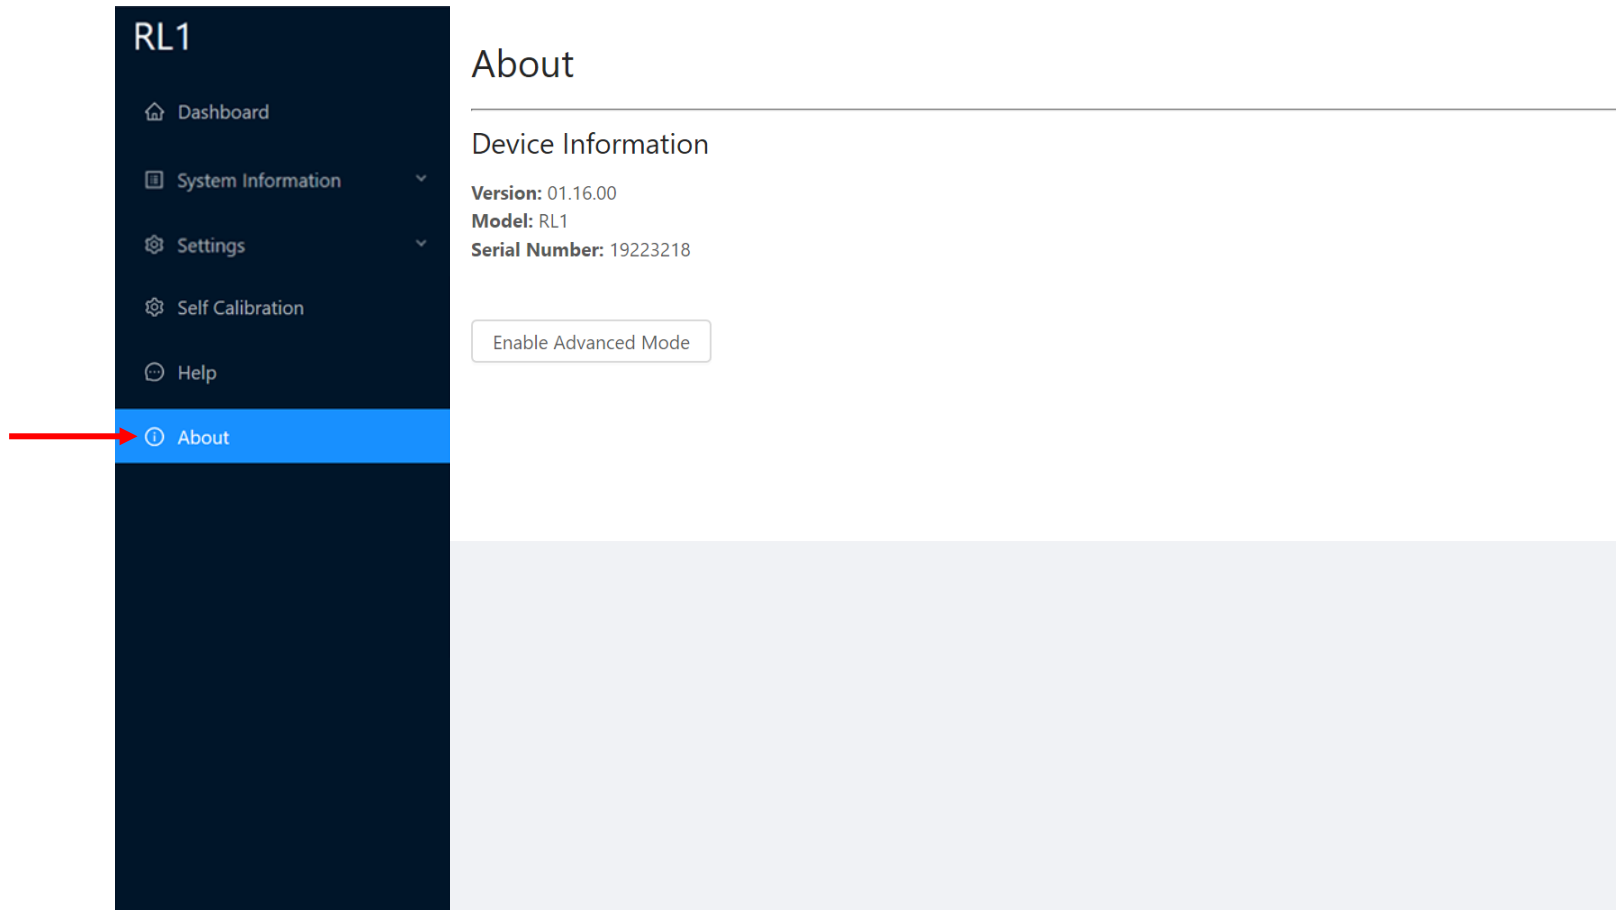 RL1
Dashboard
System Information
Settings
Self Calibration
Help
About
About
Device Information
Version: 01.16.00
Model: RL1
Serial Number: 19223218
Enable Advanced Mode